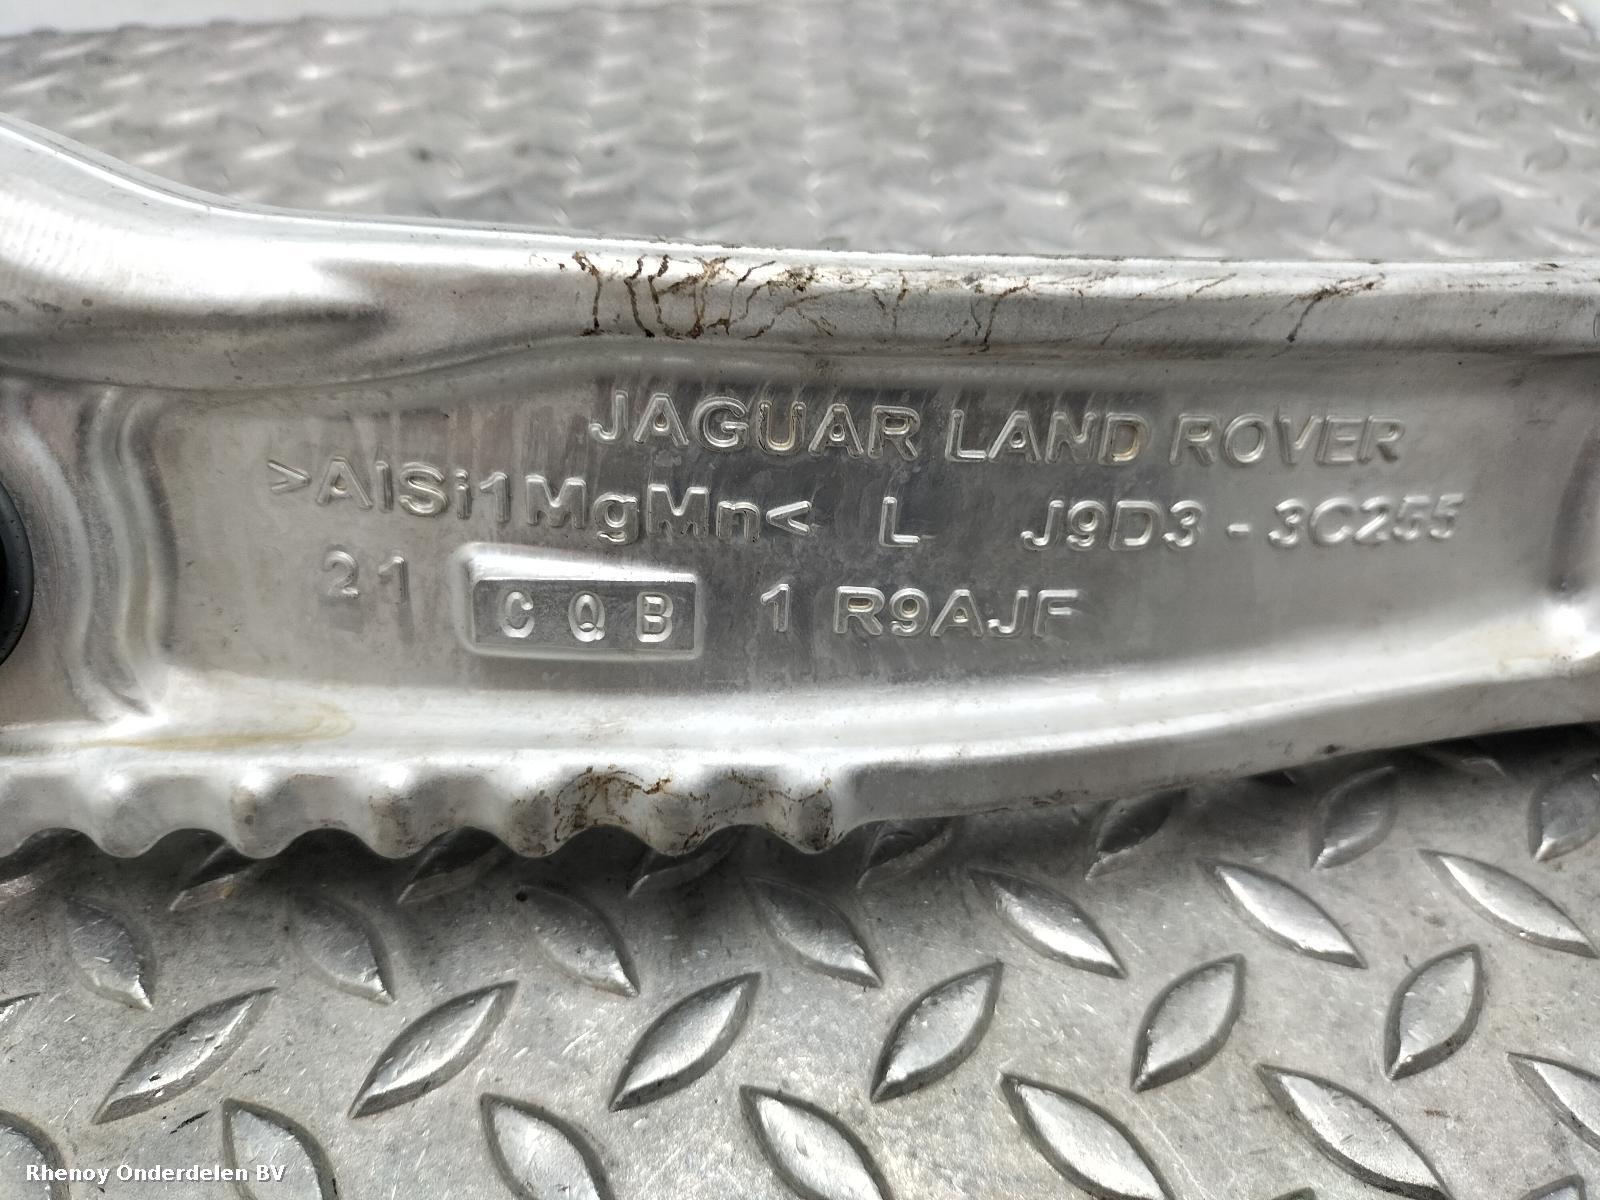 JAGUAR LAND ROVER
>AlSi1MgMn< L J9D3 - 3C255
21 CQB 1 R9AJF
Rhenoy Onderdelen BV